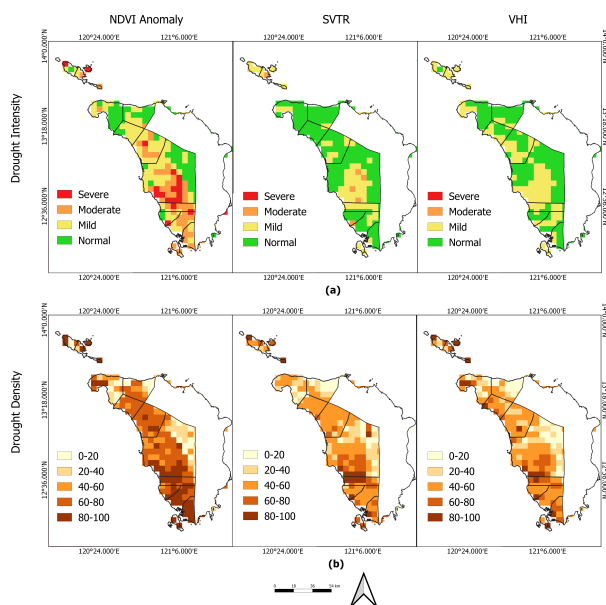 NDVI Anomaly SVTR VHI
120°24.000'E 121°6.000'E 120°24.000'E 121°6.000'E 120°24.000'E 121°6.000'E
Drought Intensity
14°0.000'N
13°18.000'N
12°36.000'N
Severe Severe Severe
Moderate Moderate Moderate
Mild Mild Mild
Normal Normal Normal
120°24.000'E 121°6.000'E 120°24.000'E 121°6.000'E 120°24.000'E 121°6.000'E
(a)
120°24.000'E 121°6.000'E 120°24.000'E 121°6.000'E 120°24.000'E 121°6.000'E
Drought Density
14°0.000'N
13°18.000'N
12°36.000'N
0-20 0-20 0-20
20-40 20-40 20-40
40-60 40-60 40-60
60-80 60-80 60-80
80-100 80-100 80-100
120°24.000'E 121°6.000'E 120°24.000'E 121°6.000'E 120°24.000'E 121°6.000'E
(b)
0 18 36 54 km